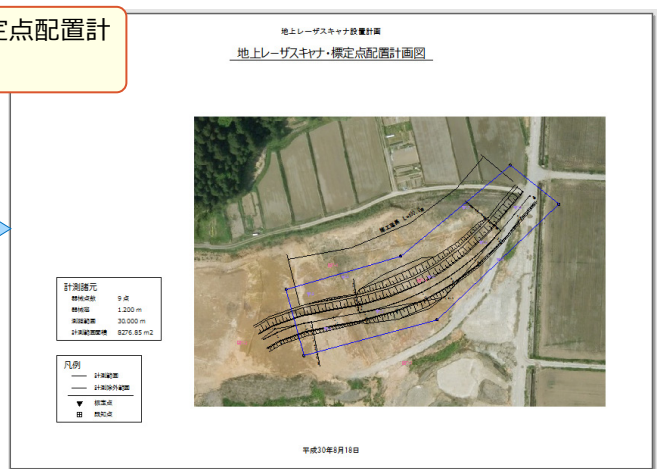 定点配置計
地上レーザスキャナ設置計画
地上レーザスキャナ・標定点配置計画図
計測諸元
器械点数 9 点
器械高 1.200 m
測距範囲 30.000 m
計測範囲面積 8276.85 m2
凡例
計測範囲
計測除外範囲
標定点
既知点
平成30年8月18日